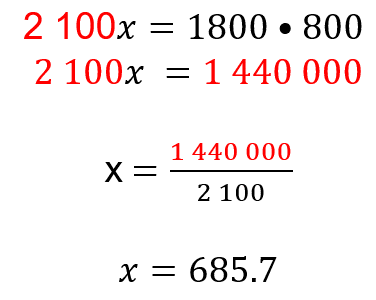 2 100x = 1800 • 800
2 100x = 1 440 000
x = 1 440 000 / 2 100
x = 685.7